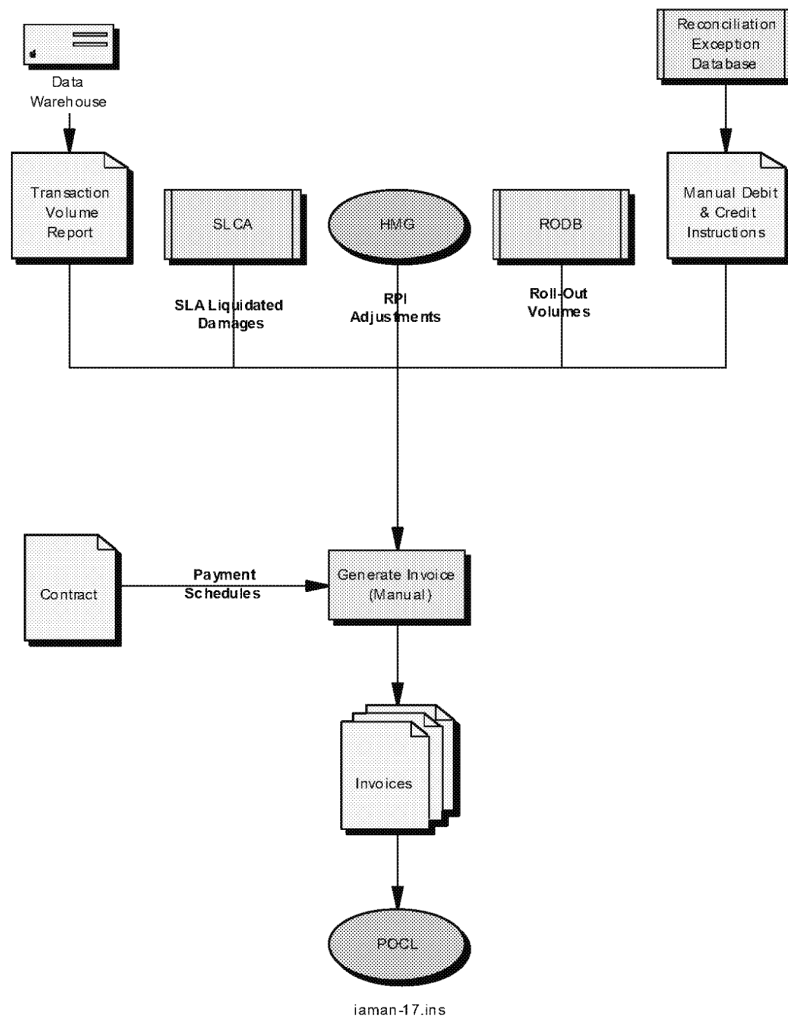 Data
Warehouse
Reconciliation
Exception
Database
Transaction
Volume
Report
SLCA
HMG
RODB
Manual Debit
& Credit
Instructions
SLA Liquidated
Damages
RPI
Adjustments
Roll-Out
Volumes
Contract
Payment
Schedules
Generate Invoice
(Manual)
Invoices
POCL
iaman-17.ins